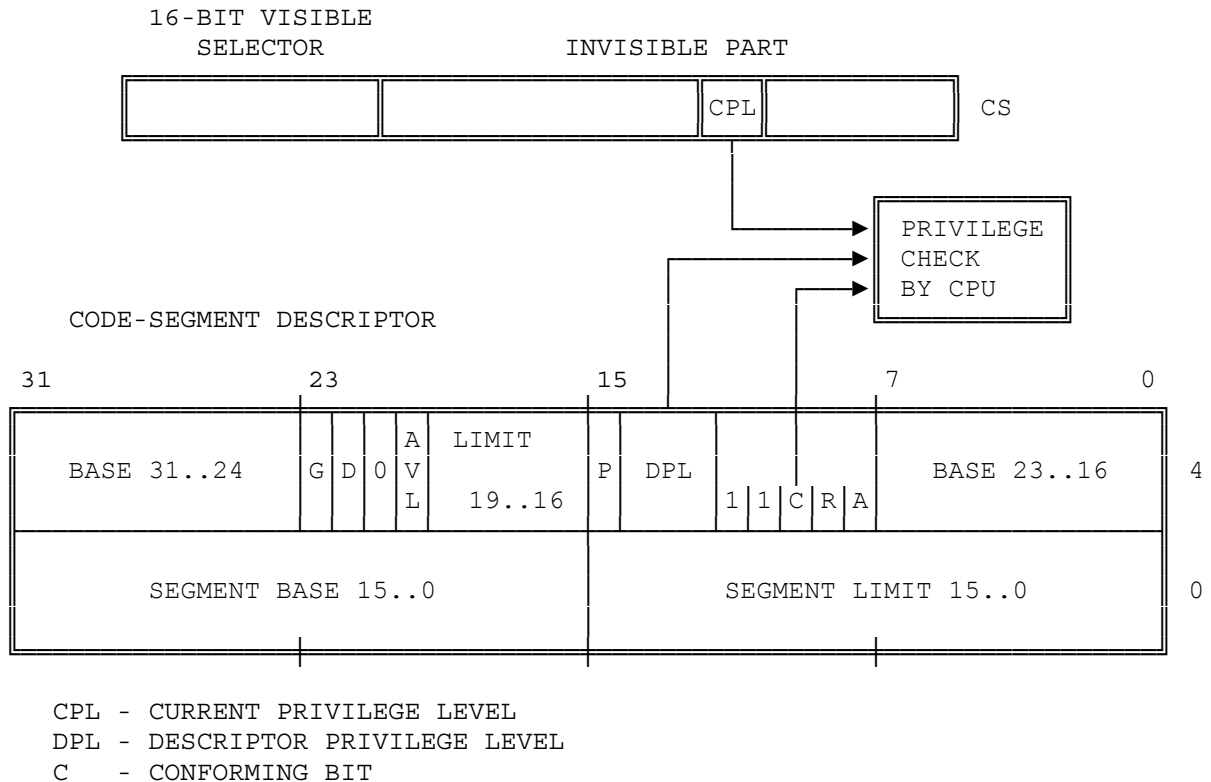 16-BIT VISIBLE
SELECTOR INVISIBLE PART
CPL CS
PRIVILEGE
CHECK
BY CPU
CODE-SEGMENT DESCRIPTOR
31 23 15 7 0
BASE 31..24 G D 0 AVL LIMIT 19..16 P DPL 1 1 C R A BASE 23..16 4
SEGMENT BASE 15..0 SEGMENT LIMIT 15..0 0
CPL - CURRENT PRIVILEGE LEVEL
DPL - DESCRIPTOR PRIVILEGE LEVEL
C - CONFORMING BIT